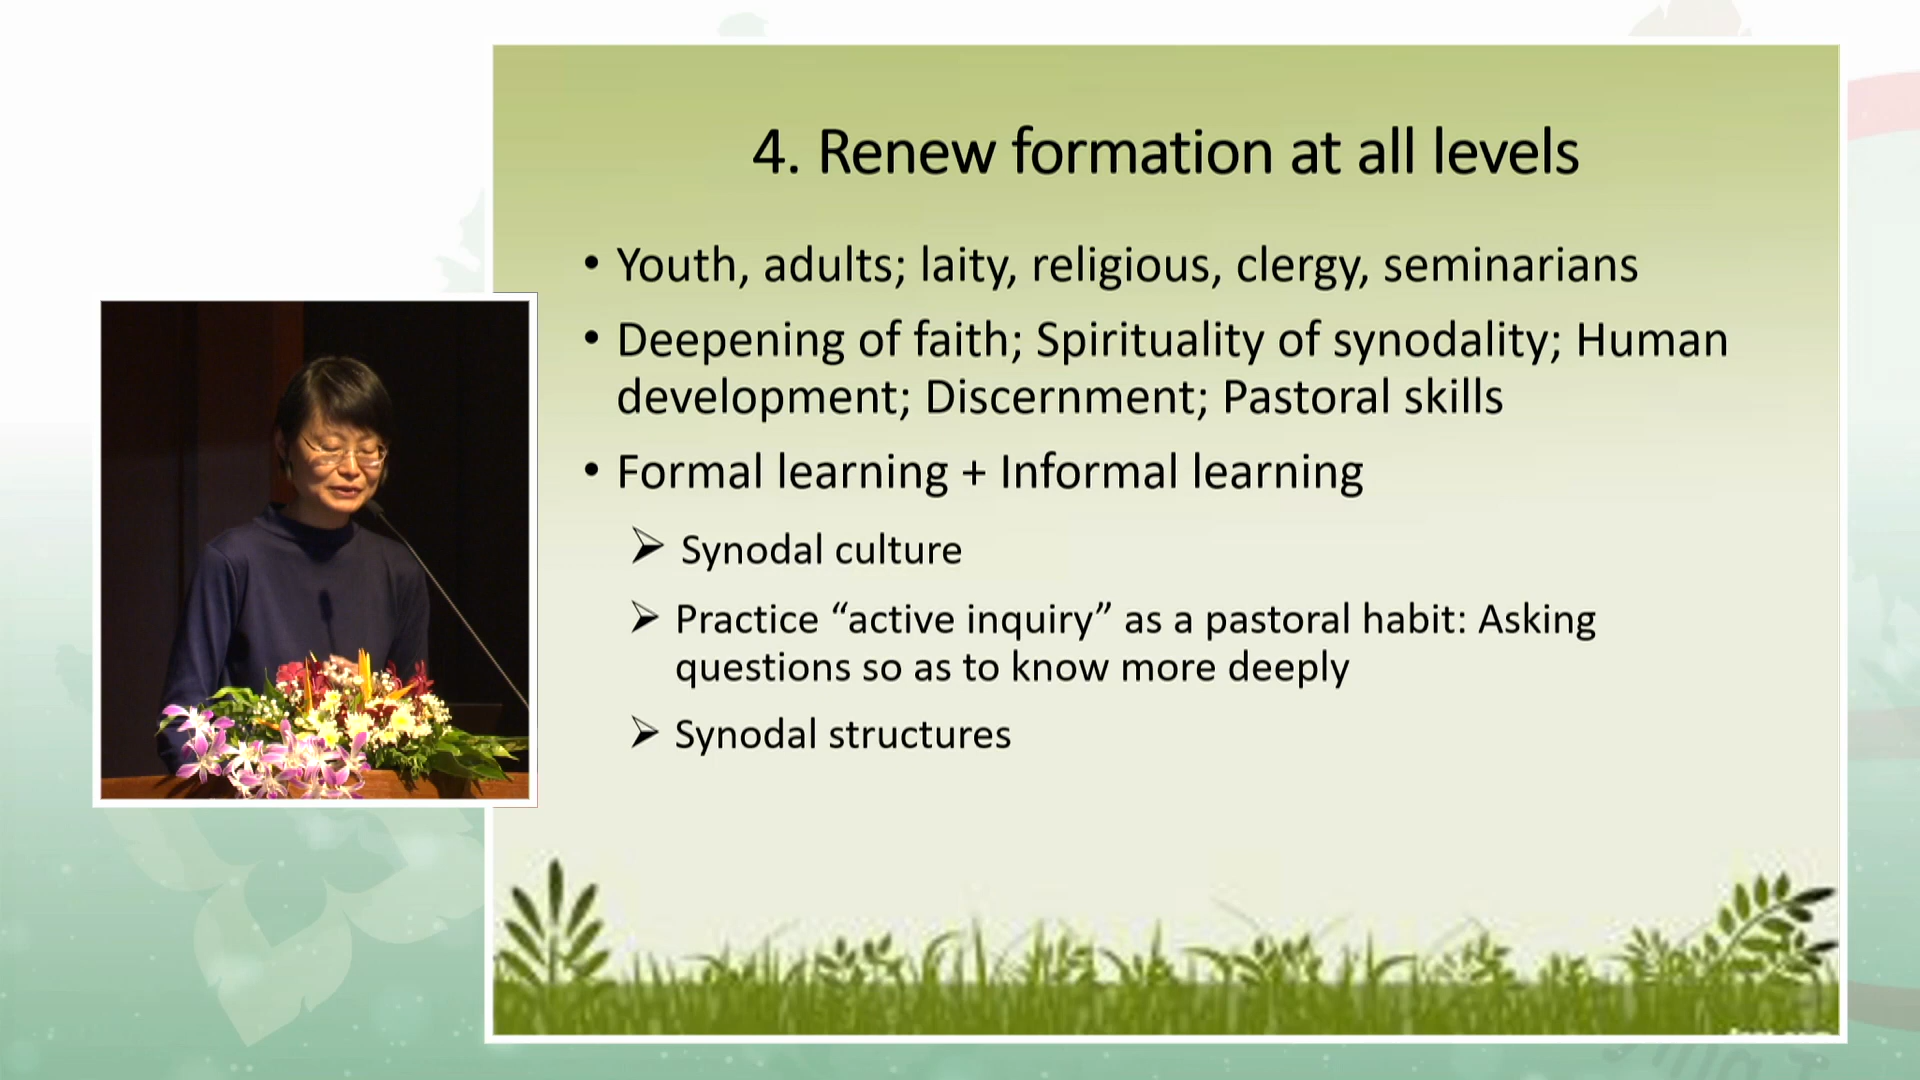 4. Renew formation at all levels
• Youth, adults; laity, religious, clergy, seminarians
• Deepening of faith; Spirituality of synodality; Human
development; Discernment; Pastoral skills
• Formal learning + Informal learning
➢ Synodal culture
➢ Practice “active inquiry” as a pastoral habit: Asking
questions so as to know more deeply
➢ Synodal structures